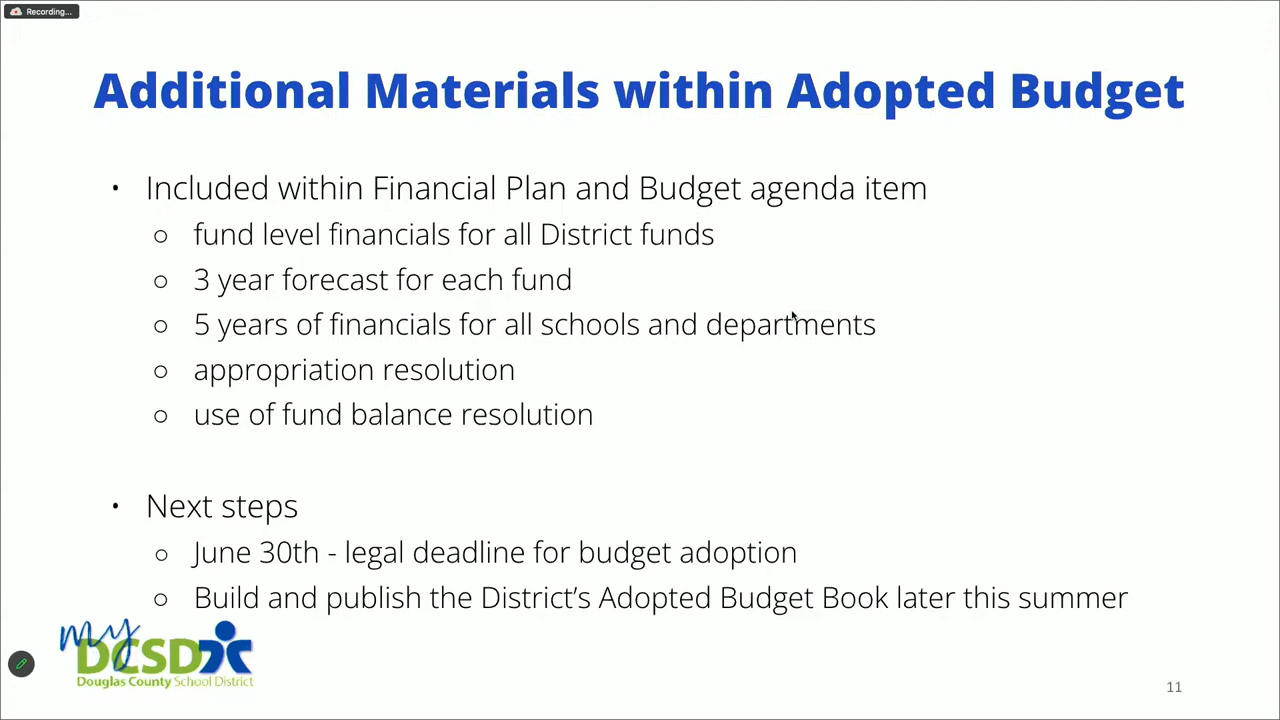 Recording...
Additional Materials within Adopted Budget
• Included within Financial Plan and Budget agenda item
○ fund level financials for all District funds
○ 3 year forecast for each fund
○ 5 years of financials for all schools and departments
○ appropriation resolution
○ use of fund balance resolution
• Next steps
○ June 30th - legal deadline for budget adoption
○ Build and publish the District’s Adopted Budget Book later this summer
my
DCSD
Douglas County School District
11